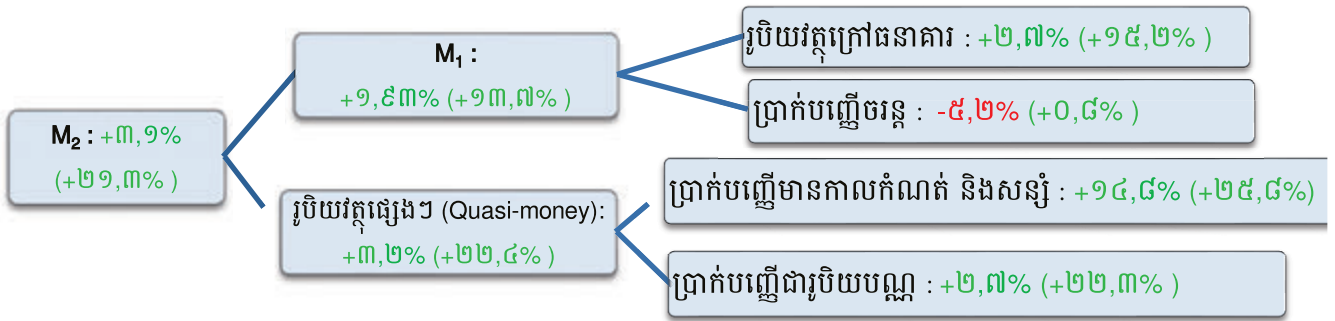 M₂ : +៣,១%
(+២១,៣% )
M₁ :
+១,៩៣% (+១៣,៧% )
រូបិយវត្ថុផ្សេងៗ (Quasi-money):
+៣,២% (+២២,៤% )
រូបិយវត្ថុក្រៅធនាគារ : +២,៧% (+១៥,២% )
ប្រាក់បញ្ញើចរន្ត : -៥,២% (+០,៨% )
ប្រាក់បញ្ញើមានកាលកំណត់ និងសន្សំ : +១៤,៨% (+២៥,៨%)
ប្រាក់បញ្ញើជារូបិយបណ្ណ : +២,៧% (+២២,៣% )